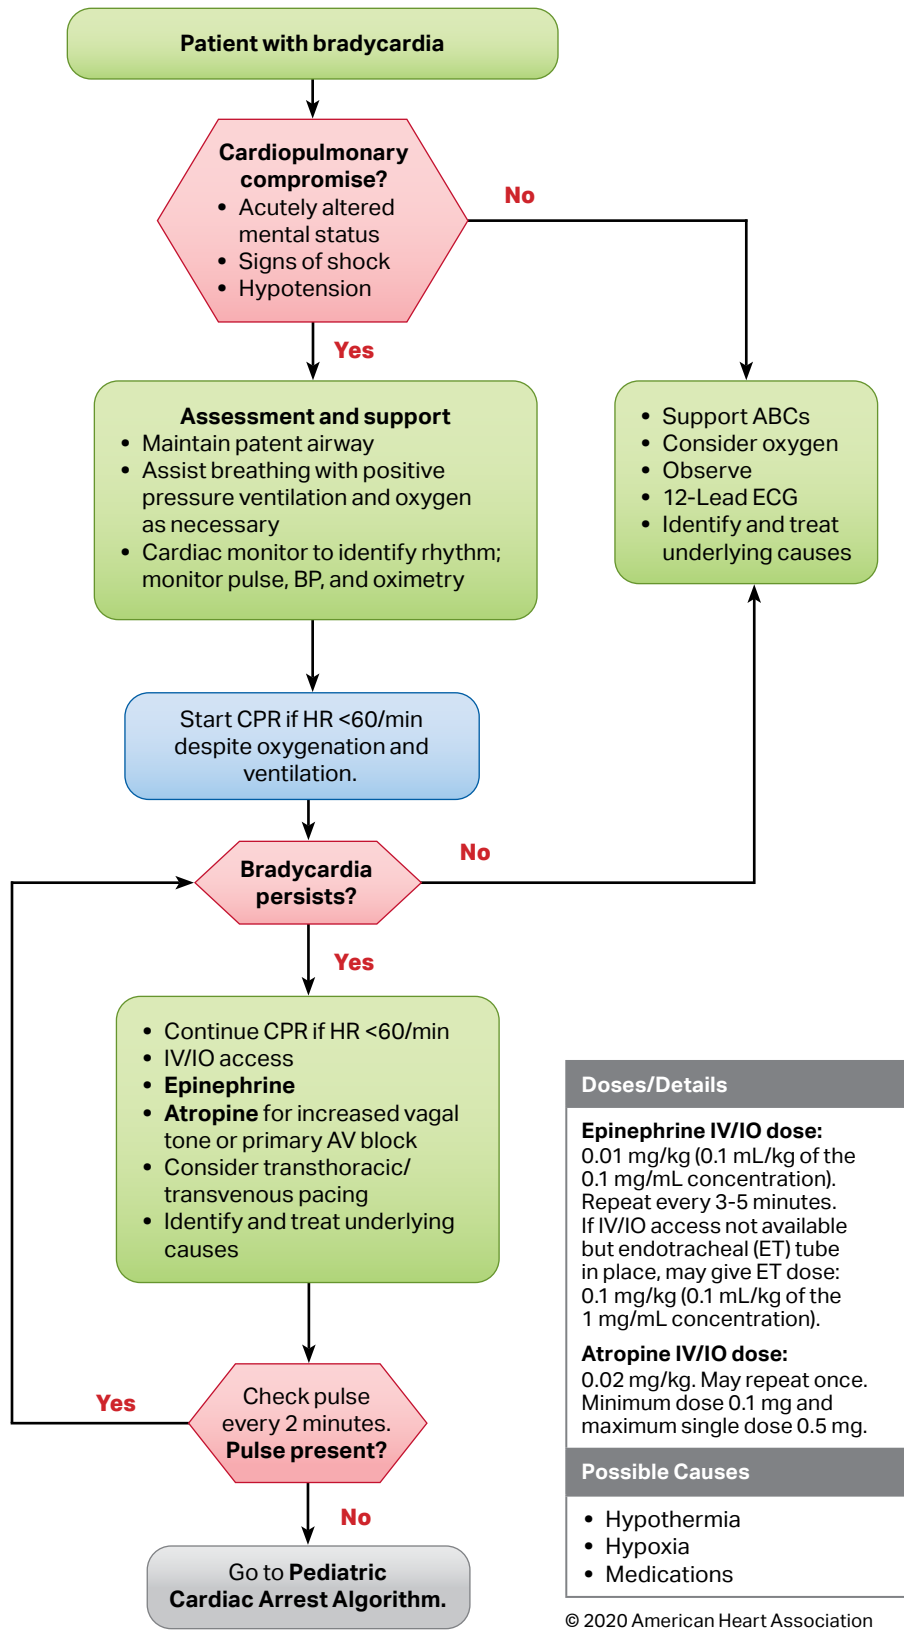 Patient with bradycardia
Cardiopulmonary
compromise?
• Acutely altered
mental status
• Signs of shock
• Hypotension
No
Yes
Assessment and support
• Maintain patent airway
• Assist breathing with positive
pressure ventilation and oxygen
as necessary
• Cardiac monitor to identify rhythm;
monitor pulse, BP, and oximetry
• Support ABCs
• Consider oxygen
• Observe
• 12-Lead ECG
• Identify and treat
underlying causes
Start CPR if HR <60/min
despite oxygenation and
ventilation.
Bradycardia
persists?
No
Yes
• Continue CPR if HR <60/min
• IV/IO access
• Epinephrine
• Atropine for increased vagal
tone or primary AV block
• Consider transthoracic/
transvenous pacing
• Identify and treat underlying
causes
Check pulse
every 2 minutes.
Pulse present?
Yes
No
Go to Pediatric
Cardiac Arrest Algorithm.
Doses/Details
Epinephrine IV/IO dose:
0.01 mg/kg (0.1 mL/kg of the
0.1 mg/mL concentration).
Repeat every 3-5 minutes.
If IV/IO access not available
but endotracheal (ET) tube
in place, may give ET dose:
0.1 mg/kg (0.1 mL/kg of the
1 mg/mL concentration).
Atropine IV/IO dose:
0.02 mg/kg. May repeat once.
Minimum dose 0.1 mg and
maximum single dose 0.5 mg.
Possible Causes
• Hypothermia
• Hypoxia
• Medications
© 2020 American Heart Association